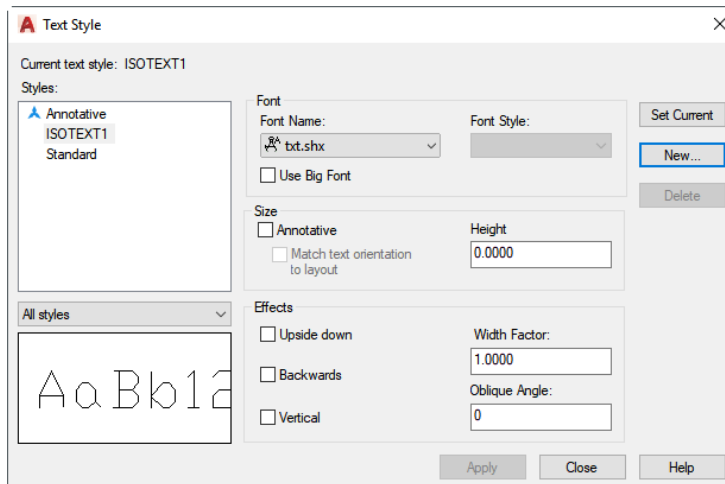 Text Style
Current text style: ISOTEXT1
Styles:
Annotative
ISOTEXT1
Standard
All styles
AaBb12
Font
Font Name:
txt.shx
Use Big Font
Font Style:
Size
Annotative
Match text orientation
to layout
Height
0.0000
Effects
Upside down
Backwards
Vertical
Width Factor:
1.0000
Oblique Angle:
0
Set Current
New...
Delete
Apply
Close
Help